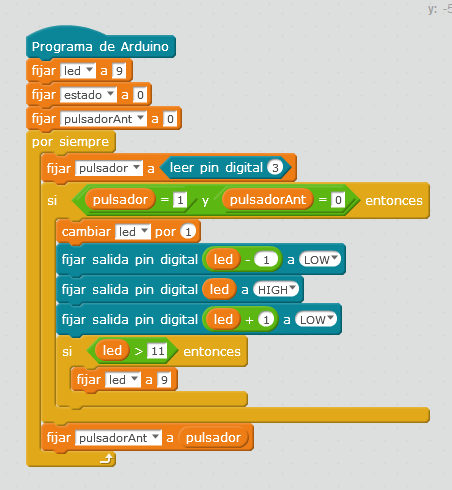 y: -5
Programa de Arduino
fijar led a 9
fijar estado a 0
fijar pulsadorAnt a 0
por siempre
fijar pulsador a leer pin digital 3
si pulsador = 1 y pulsadorAnt = 0 entonces
cambiar led por 1
fijar salida pin digital led - 1 a LOW
fijar salida pin digital led a HIGH
fijar salida pin digital led + 1 a LOW
si led > 11 entonces
fijar led a 9
fijar pulsadorAnt a pulsador